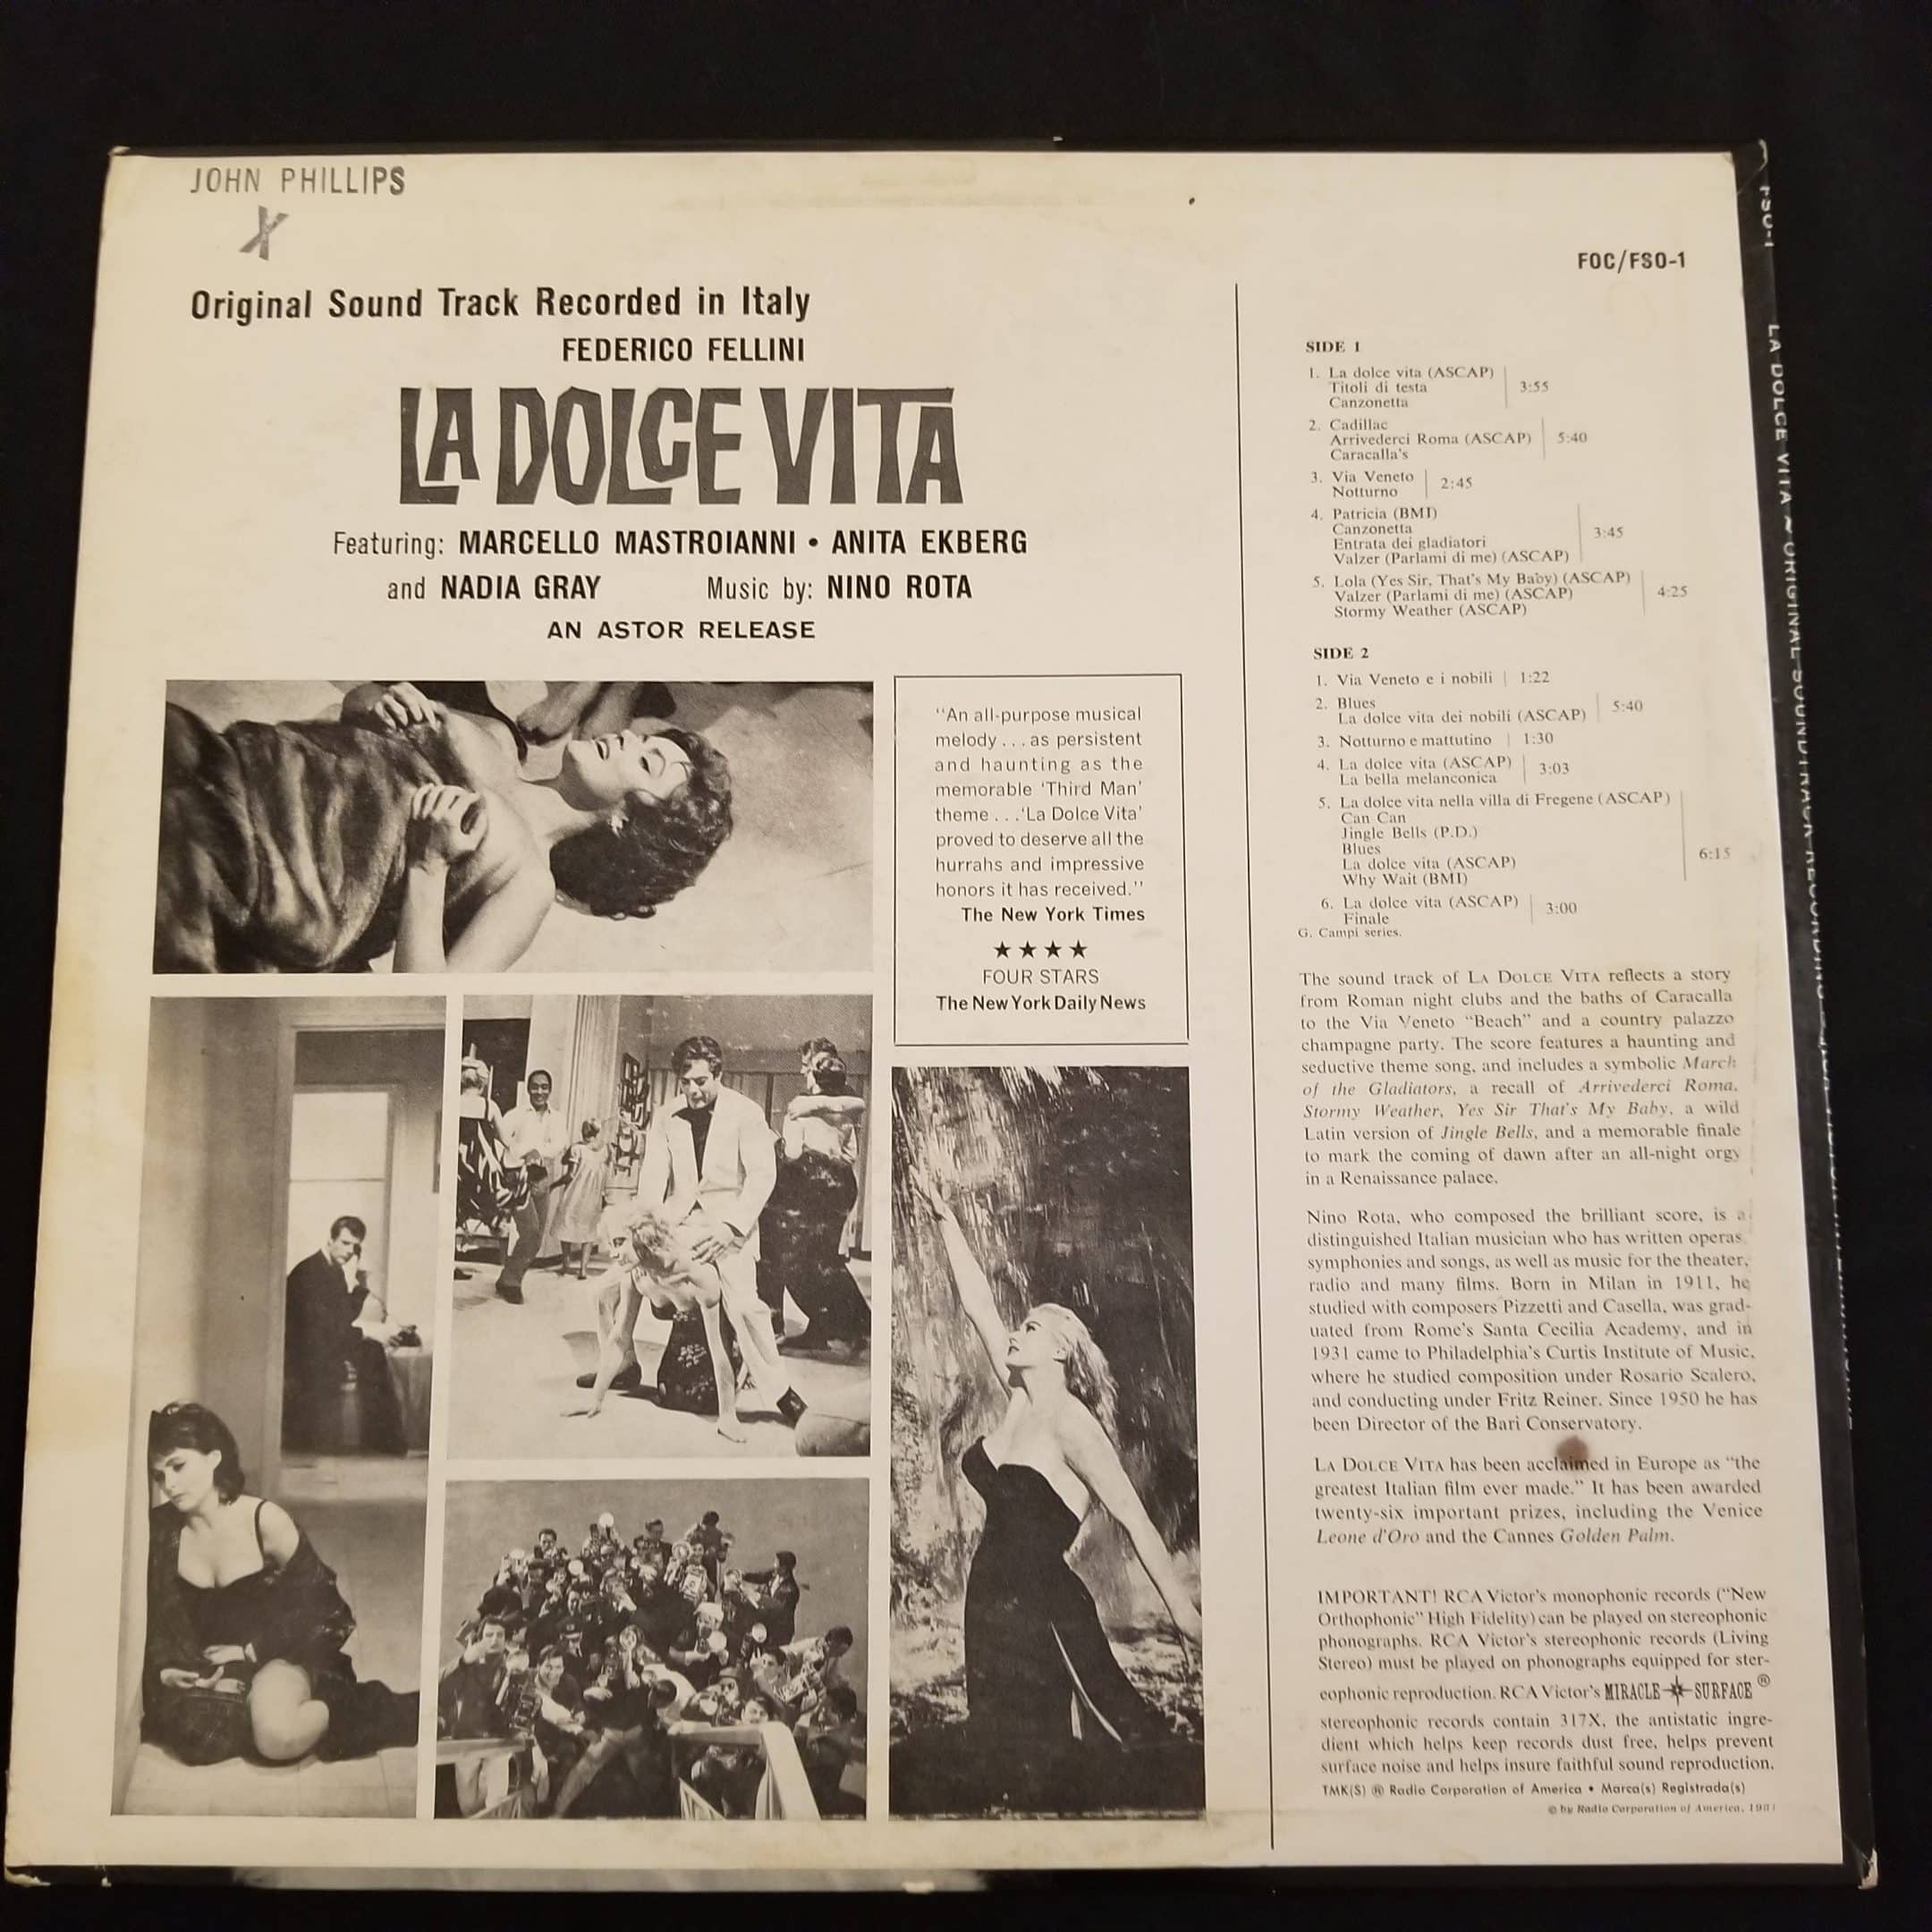 JOHN PHILLIPS
X
Original Sound Track Recorded in Italy
FEDERICO FELLINI
LA DOLCE VITA
Featuring: MARCELLO MASTROIANNI • ANITA EKBERG
and NADIA GRAY Music by: NINO ROTA
AN ASTOR RELEASE
"An all-purpose musical
melody . . . as persistent
and haunting as the
memorable 'Third Man'
theme . . . 'La Dolce Vita'
proved to deserve all the
hurrahs and impressive
honors it has received."
The New York Times
★★★★
FOUR STARS
The New York Daily News
FOC/FSO-1
SIDE 1
1. La dolce vita (ASCAP)
Titoli di testa
Canzonetta
3:55
2. Cadillac
Arrivederci Roma (ASCAP)
Caracalla's
5:40
3. Via Veneto
Notturno
2:45
4. Patricia (BMI)
Canzonetta
Entrata dei gladiatori
Valzer (Parlami di me) (ASCAP)
3:45
5. Lola (Yes Sir, That's My Baby) (ASCAP)
Valzer (Parlami di me) (ASCAP)
Stormy Weather (ASCAP)
4:25
SIDE 2
1. Via Veneto e i nobili | 1:22
2. Blues
La dolce vita dei nobili (ASCAP)
5:40
3. Notturno e mattutino | 1:30
4. La dolce vita (ASCAP)
La bella melanconica
3:03
5. La dolce vita nella villa di Fregene (ASCAP)
Can Can
Jingle Bells (P.D.)
Blues
La dolce vita (ASCAP)
Why Wait (BMI)
6:15
6. La dolce vita (ASCAP)
Finale
3:00
G. Campi series.
The sound track of LA DOLCE VITA reflects a story
from Roman night clubs and the baths of Caracalla
to the Via Veneto "Beach" and a country palazzo
champagne party. The score features a haunting and
seductive theme song, and includes a symbolic March
of the Gladiators, a recall of Arrivederci Roma,
Stormy Weather, Yes Sir That's My Baby, a wild
Latin version of Jingle Bells, and a memorable finale
to mark the coming of dawn after an all-night orgy
in a Renaissance palace.
Nino Rota, who composed the brilliant score, is a
distinguished Italian musician who has written operas
symphonies and songs, as well as music for the theater,
radio and many films. Born in Milan in 1911, he
studied with composers Pizzetti and Casella, was grad-
uated from Rome's Santa Cecilia Academy, and in
1931 came to Philadelphia's Curtis Institute of Music,
where he studied composition under Rosario Scalero,
and conducting under Fritz Reiner. Since 1950 he has
been Director of the Bari Conservatory.
LA DOLCE VITA has been acclaimed in Europe as "the
greatest Italian film ever made." It has been awarded
twenty-six important prizes, including the Venice
Leone d'Oro and the Cannes Golden Palm.
IMPORTANT! RCA Victor's monophonic records ("New
Orthophonic" High Fidelity) can be played on stereophonic
phonographs. RCA Victor's stereophonic records (Living
Stereo) must be played on phonographs equipped for ster-
eophonic reproduction. RCA Victor's MIRACLE SURFACE ®
stereophonic records contain 317X, the antistatic ingre-
dient which helps keep records dust free, helps prevent
surface noise and helps insure faithful sound reproduction.
TMK(S) ® Radio Corporation of America • Marca(s) Registrada(s)
© by Radio Corporation of America,
FSO-1 LA DOLCE VITA ~ ORIGINAL SOUNDTRACK RECORDING